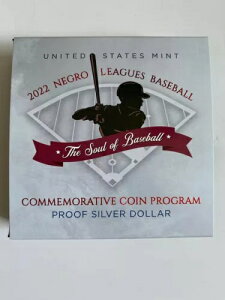 UNITED STATES MINT
2022 NEGRO LEAGUES BASEBALL
The Soul of Baseball
COMMEMORATIVE COIN PROGRAM
PROOF SILVER DOLLAR